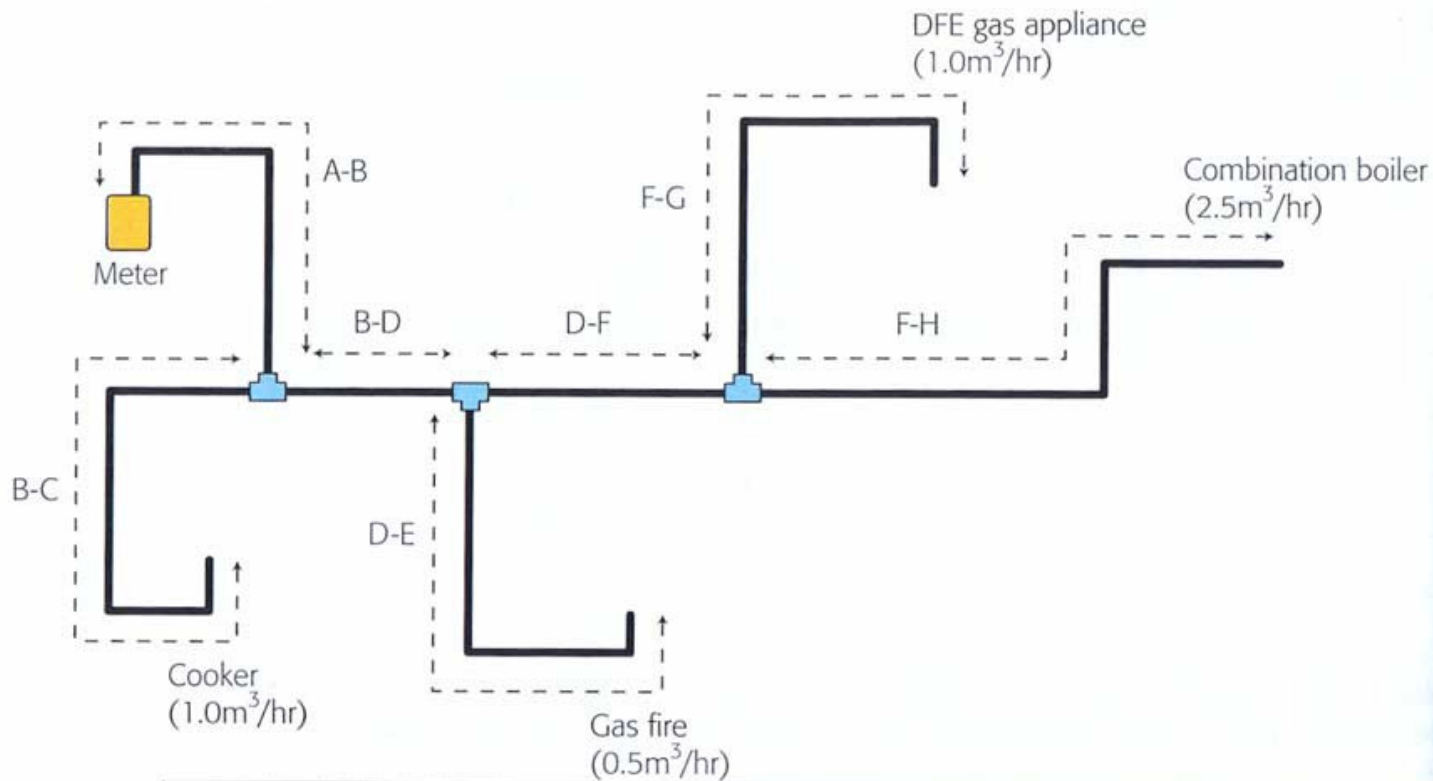 DFE gas appliance
(1.0m³/hr)
A-B
F-G
Combination boiler
(2.5m³/hr)
Meter
B-D
D-F
F-H
B-C
D-E
Cooker
(1.0m³/hr)
Gas fire
(0.5m³/hr)